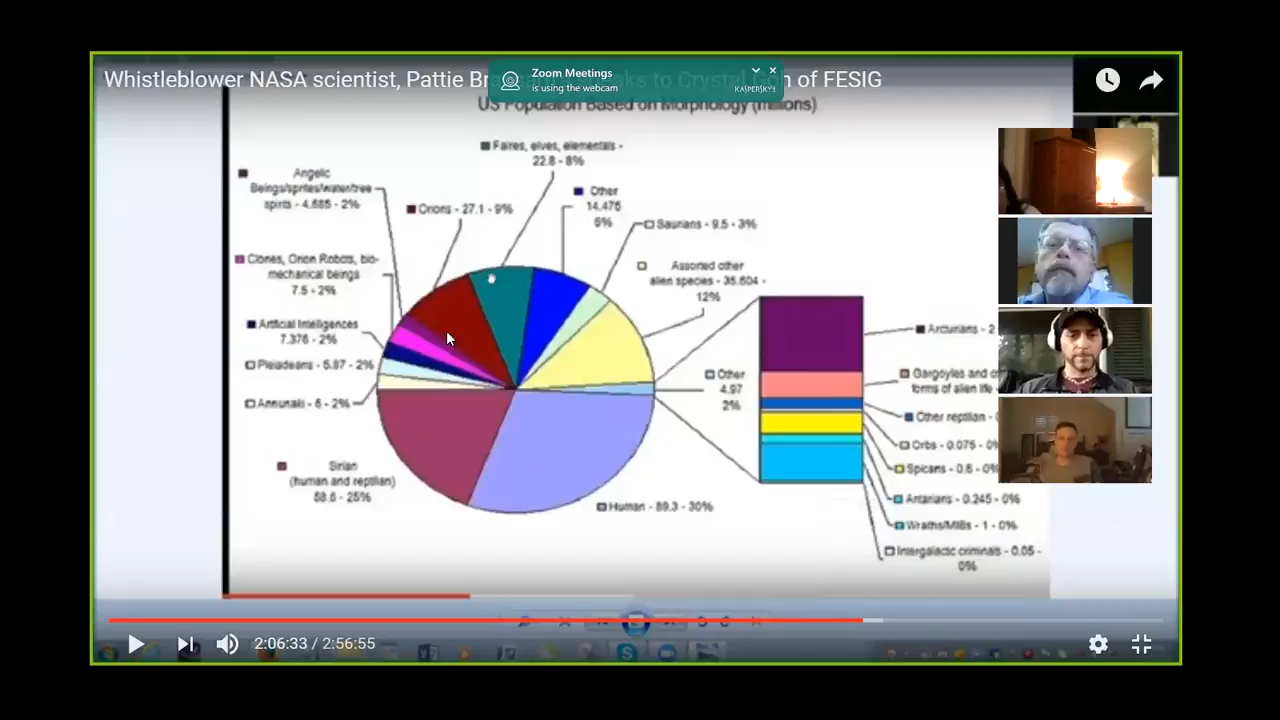 Whistleblower NASA scientist, Pattie Br
n of FESIG
Zoom Meetings
is using the webcam
KASPERSKY
US Population Based on Morphology (millions)
Faires, elves, elementals -
22.8 - 8%
Angelic
Beings/sprites/water/tree
spirits - 4.685 - 2%
Orions - 27.1 - 9%
Other
14.476
6%
Saurians - 9.5 - 3%
Clones, Orion Robots, bio-
mechanical beings
7.5 - 2%
Assorted other
alien species - 35.604 -
12%
Artficial Intelligences
7.376 - 2%
Pleiadeans - 5.87 - 2%
Annunaki - 6 - 2%
Other
4.97
2%
Arcturians - 2
Gargoyles and
forms of alien life -
Other reptilian -
Orbs - 0.075 - 0%
Spicans - 0.6 - 0%
Antarians - 0.245 - 0%
Wraiths/MIBs - 1 - 0%
Intergalactic criminals - 0.05 -
0%
Sirian
(human and reptilian)
25%
Human - 89.3 - 30%
2:06:33 / 2:56:55